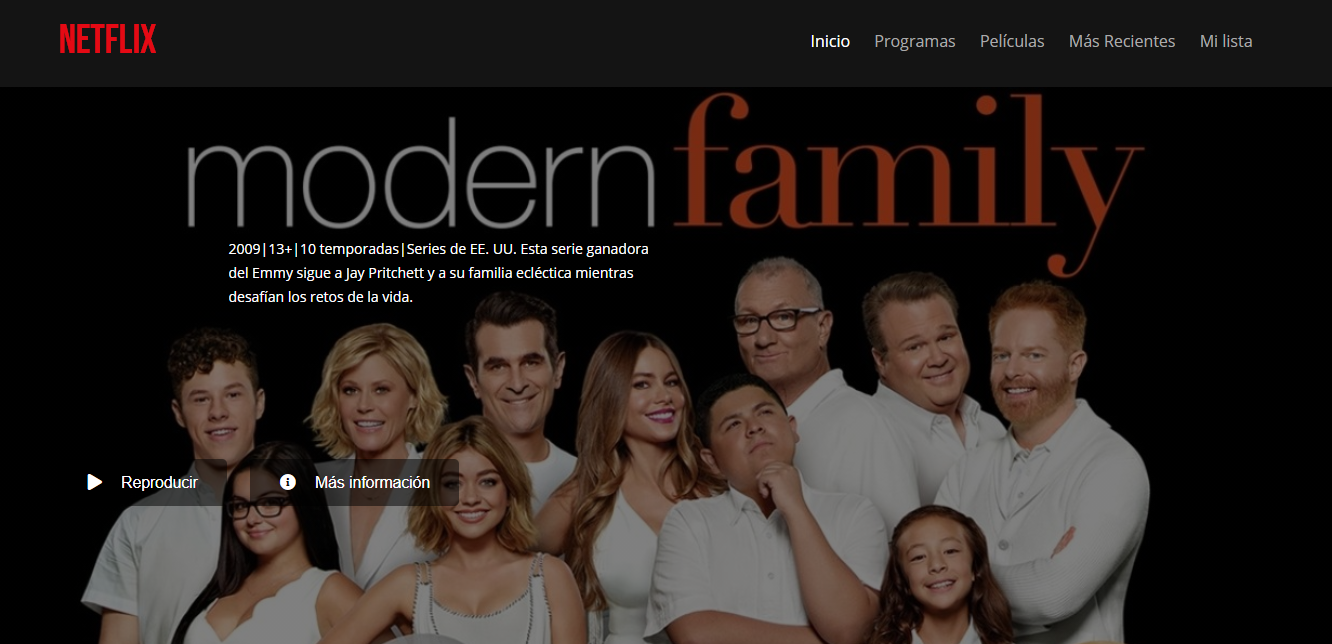 NETFLIX
Inicio Programas Películas Más Recientes Mi lista
modern family
2009|13+|10 temporadas|Series de EE. UU. Esta serie ganadora
del Emmy sigue a Jay Pritchett y a su familia ecléctica mientras
desafían los retos de la vida.
Reproducir Más información